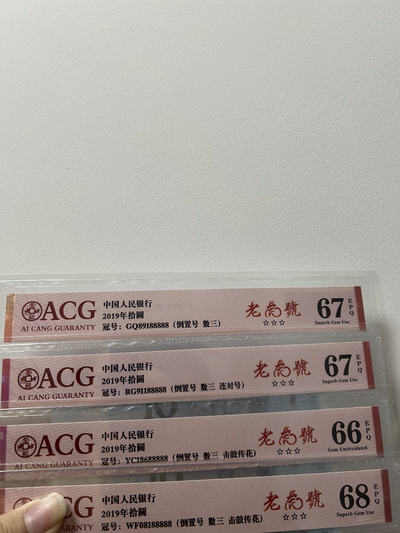 ACG
AI CANG GUARANTY
中国人民银行
2019年拾圆
冠号：GQ89188888（倒置号 数三）
老南號
☆☆☆
67
EPQ
Superb Gem Unc
ACG
AI CANG GUARANTY
中国人民银行
2019年拾圆
冠号：RG91188888（倒置号 数三 连对号）
老南號
☆☆☆
67
EPQ
Superb Gem Unc
ACG
AI CANG GUARANTY
中国人民银行
2019年拾圆
冠号：YC18688888（倒置号 数三 击鼓传花）
老南號
☆☆☆
66
EPQ
Gem Uncirculated
ACG
中国人民银行
2019年拾圆
冠号：WF08188888（倒置号 数三 击鼓传花）
老南號
☆☆☆
68
EPQ
Superb Gem Unc